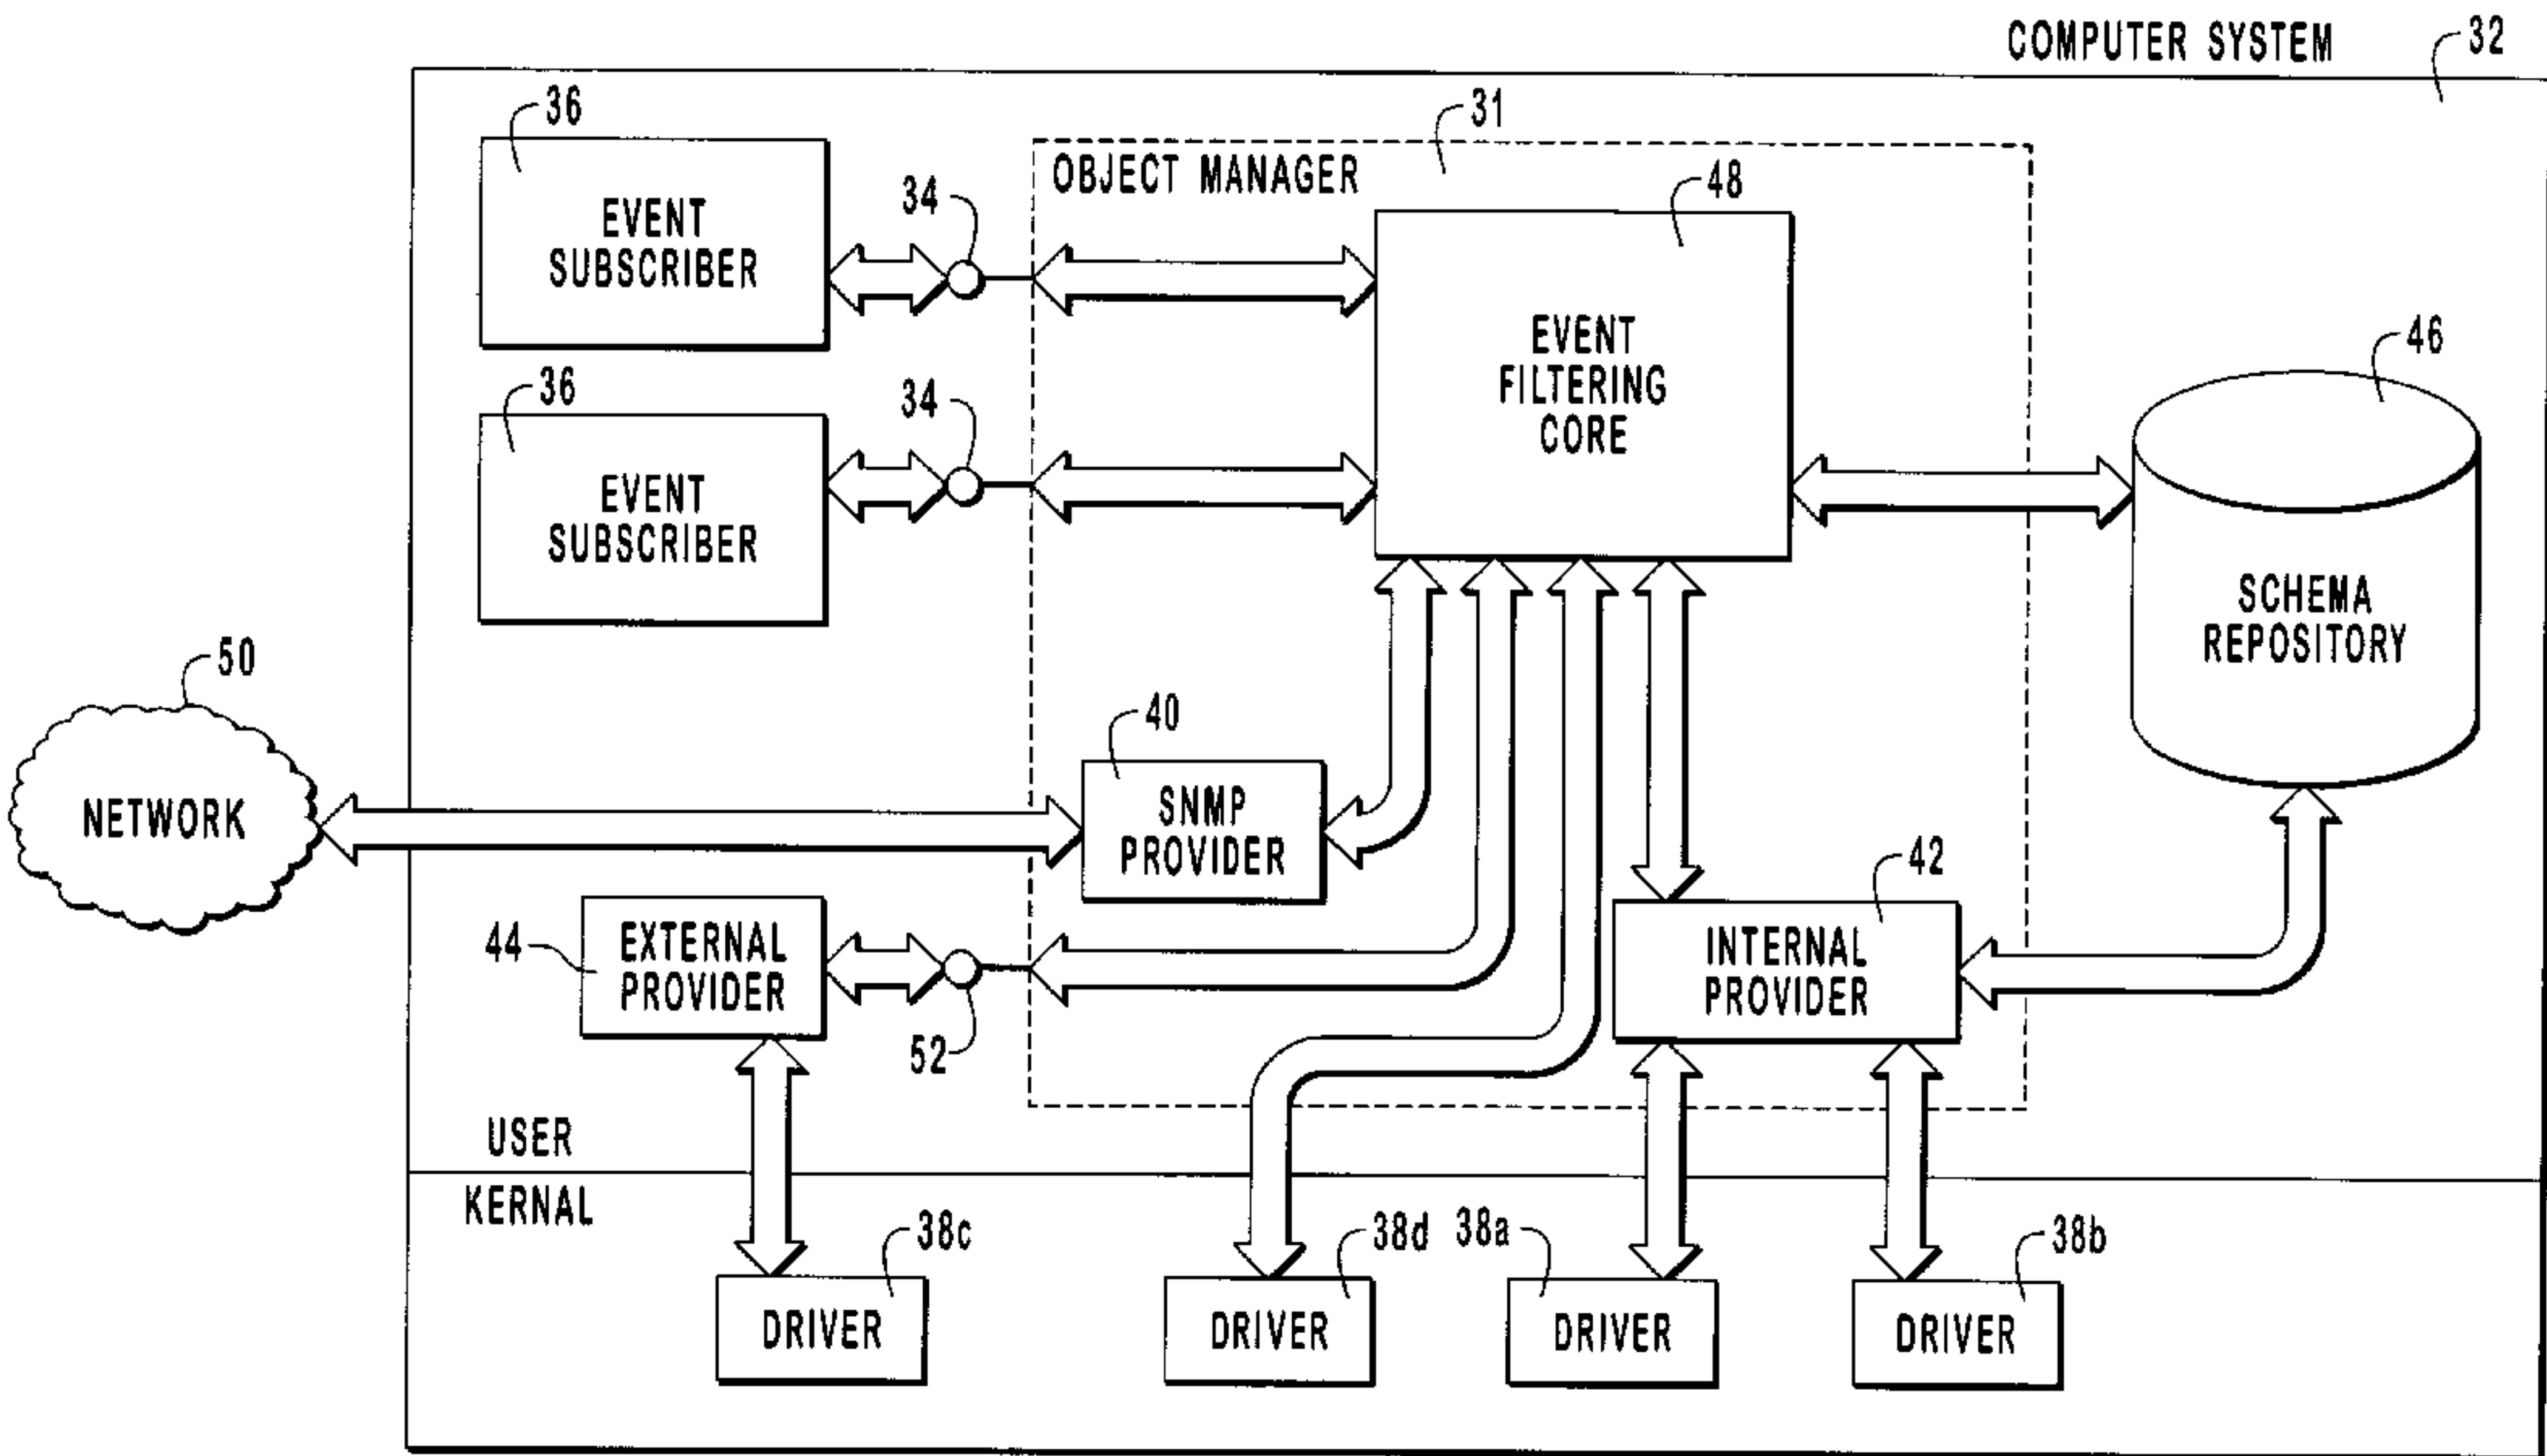 COMPUTER SYSTEM
32
36
31
EVENT
SUBSCRIBER
34
OBJECT MANAGER
48
EVENT
FILTERING
CORE
46
36
34
EVENT
SUBSCRIBER
SCHEMA
REPOSITORY
50
NETWORK
40
SNMP
PROVIDER
42
INTERNAL
PROVIDER
44
EXTERNAL
PROVIDER
52
USER
KERNAL
38c
38d
38a
38b
DRIVER
DRIVER
DRIVER
DRIVER